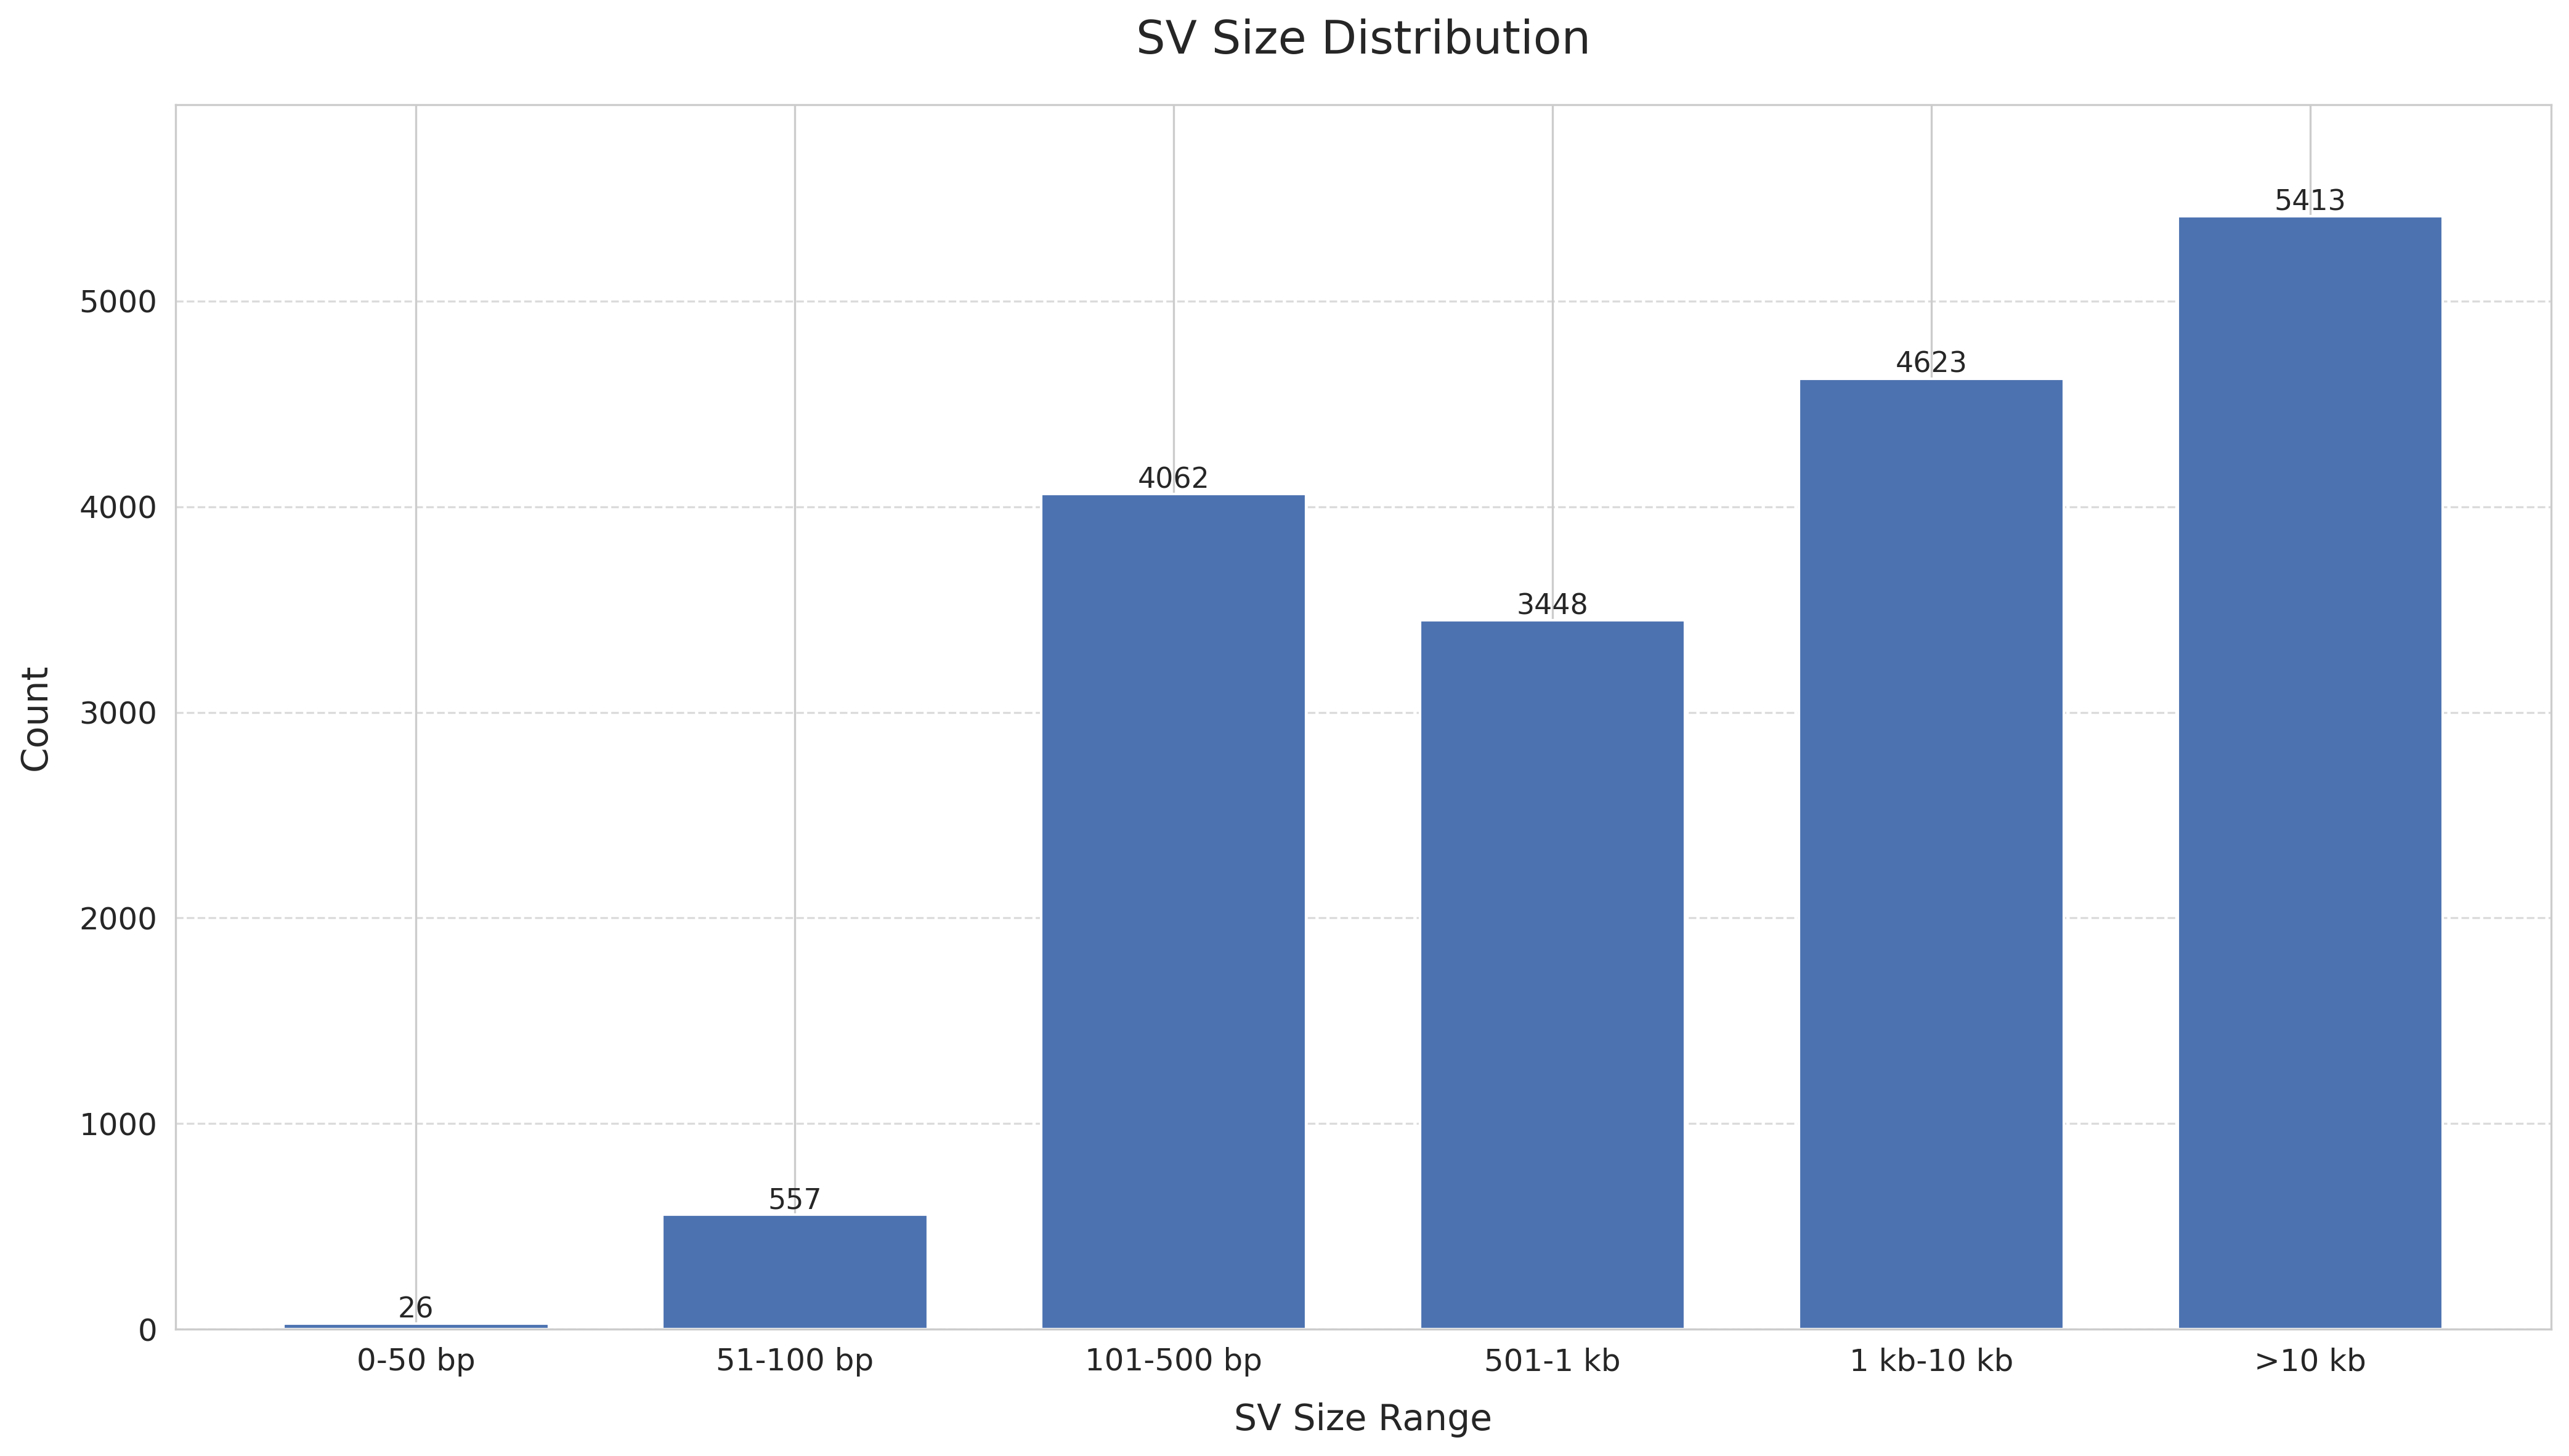 SV Size Distribution
Count
5000
4000
3000
2000
1000
0
26
557
4062
3448
4623
5413
0-50 bp
51-100 bp
101-500 bp
501-1 kb
1 kb-10 kb
>10 kb
SV Size Range